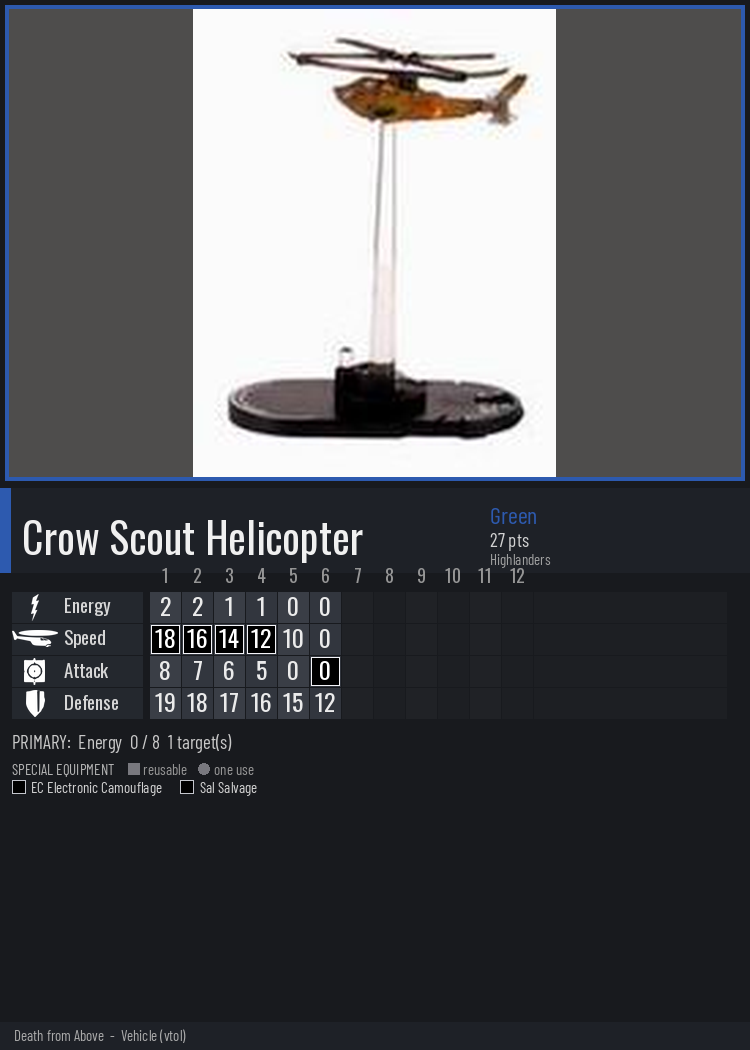 Crow Scout Helicopter
Green
27 pts
Highlanders
1 2 3 4 5 6 7 8 9 10 11 12
Energy 2 2 1 1 0 0
Speed 18 16 14 12 10 0
Attack 8 7 6 5 0 0
Defense 19 18 17 16 15 12
PRIMARY: Energy 0 / 8 1 target(s)
SPECIAL EQUIPMENT reusable one use
EC Electronic Camouflage Sal Salvage
Death from Above - Vehicle (vtol)